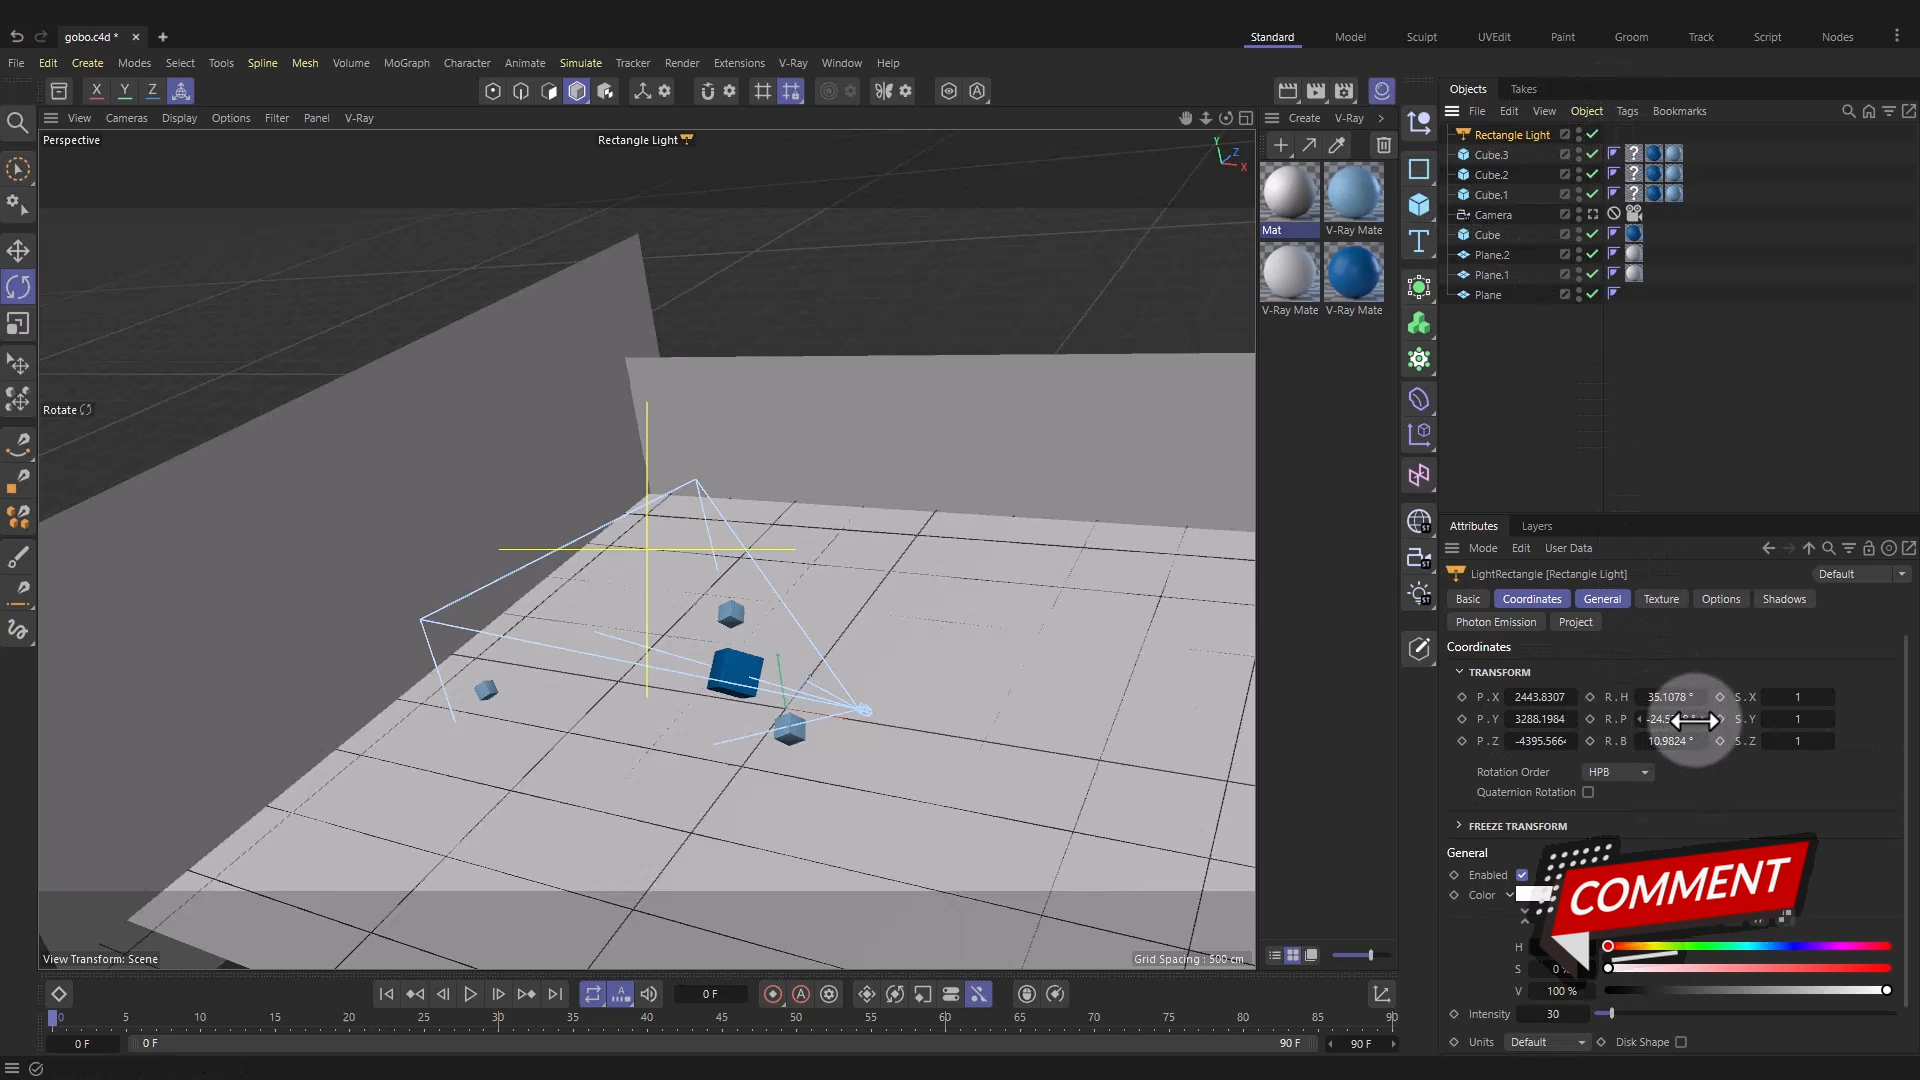 gobo.c4d *
Standard
Model
Sculpt
UVEdit
Paint
Groom
Track
Script
Nodes
File Edit Create Modes Select Tools Spline Mesh Volume MoGraph Character Animate Simulate Tracker Render Extensions V-Ray Window Help
X Y Z
Objects Takes
View Cameras Display Options Filter Panel V-Ray
Create V-Ray
File Edit View Object Tags Bookmarks
Perspective
Rectangle Light
Y
Z
X
Rectangle Light
Cube.3
Cube.2
Cube.1
Camera
Cube
Plane.2
Plane.1
Plane
Mat
V-Ray Mate
V-Ray Mate
V-Ray Mate
Rotate
View Transform: Scene
Grid Spacing : 500 cm
Attributes Layers
Mode Edit User Data
LightRectangle [Rectangle Light]
Default
Basic Coordinates General Texture Options Shadows
Photon Emission Project
Coordinates
TRANSFORM
P . X 2443.8307 R . H 35.1078 ° S . X 1
P . Y 3288.1984 R . P S . Y 1
P . Z -4395.566 R . B 10.9824 ° S . Z 1
Rotation Order HPB
Quaternion Rotation
FREEZE TRANSFORM
General
Enabled
Color
COMMENT
H
S 0
V 100 %
Intensity 30
Units Default Disk Shape
0 F
0 5 10 15 20 25 30 35 40 45 50 55 60 65 70 75 80 85 90
0 F 0 F 90 F 90 F